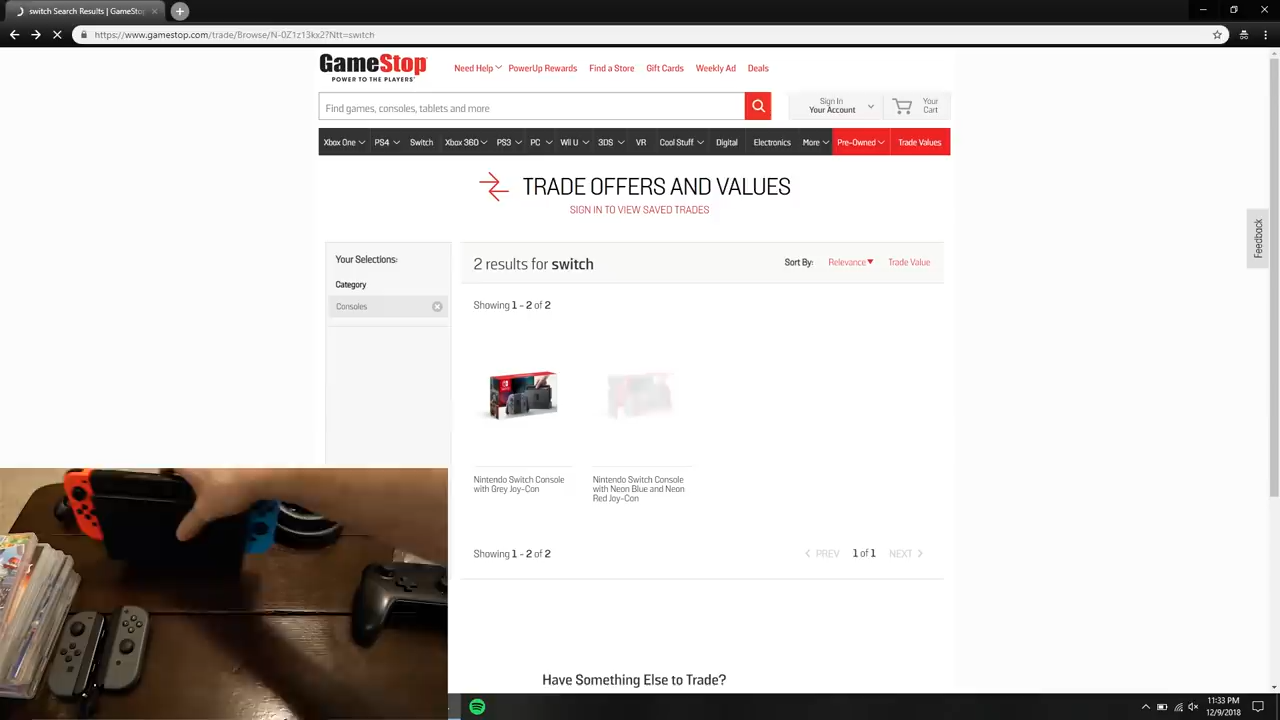 switch Search
https://www.gamestop.com/trade/Browse/N-0Z1z13kx2?Ntt=switch
GameStop
POWER TO THE PLAYERS
Need Help PowerUp Rewards Find a Store Gift Cards Weekly Ad Deals
Find games, consoles, tablets and more
Sign In
Your Account
Your
Cart
Xbox One PS4 Switch Xbox 360 PS3 PC Wii U 3DS VR Cool Stuff Digital Electronics More Pre-Owned Trade Values
TRADE OFFERS AND VALUES
SIGN IN TO VIEW SAVED TRADES
Feedback
Your Selections:
Category
Consoles
2 results for switch
Sort By: Relevance Trade Value
Showing 1 - 2 of 2
Nintendo Switch Console
with Grey Joy-Con
Nintendo Switch Console
with Neon Blue and Neon
Red Joy-Con
Showing 1 - 2 of 2
PREV 1 of 1 NEXT
Have Something Else to Trade?
11:33 PM
12/9/2018